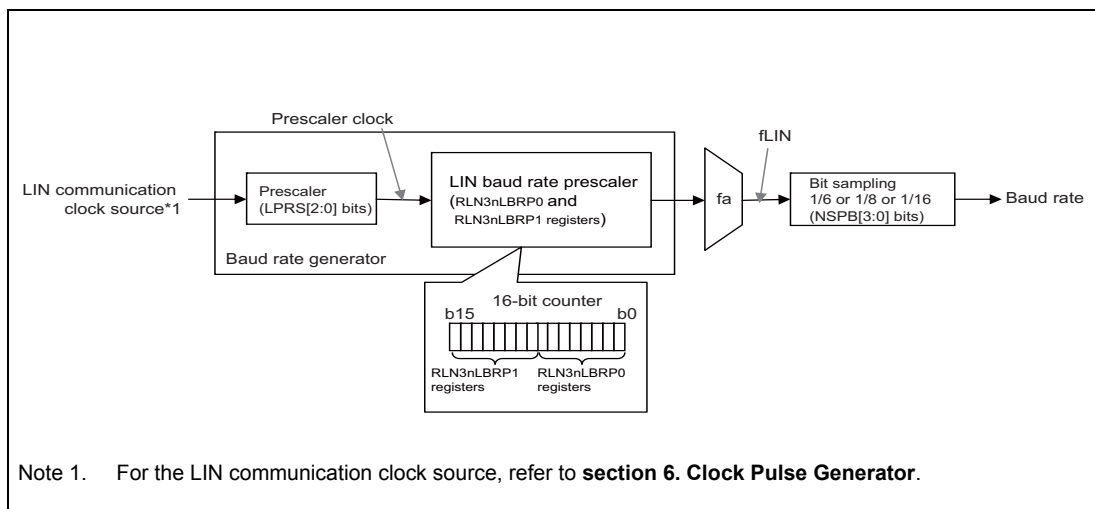 Prescaler clock
fLIN
LIN communication
clock source*1
Prescaler
(LPRS[2:0] bits)
LIN baud rate prescaler
(RLN3nLBRP0 and
RLN3nLBRP1 registers)
fa
Bit sampling
1/6 or 1/8 or 1/16
(NSPB[3:0] bits)
Baud rate
Baud rate generator
16-bit counter
b15
b0
RLN3nLBRP1
registers
RLN3nLBRP0
registers
Note 1. For the LIN communication clock source, refer to section 6. Clock Pulse Generator.